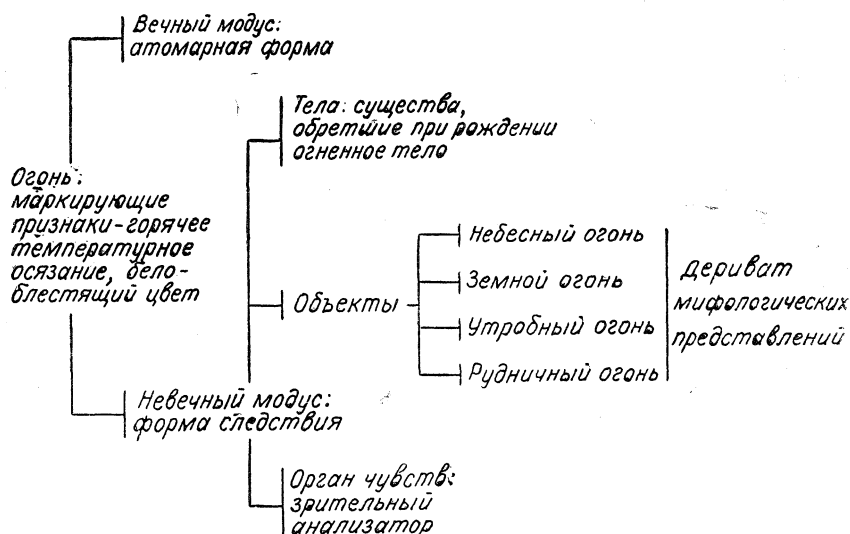 Вечный модус:
атомарная форма
Тела: существа,
обретшие при рождении
огненное тело
Огонь:
маркирующие
признаки-горячее
температурное
осязание, бело-
блестящий цвет
Небесный огонь
Объекты
Земной огонь
Утробный огонь
Рудничный огонь
Дериват
мифологических
представлений
Невечный модус:
форма следствия
Орган чувств:
зрительный
анализатор